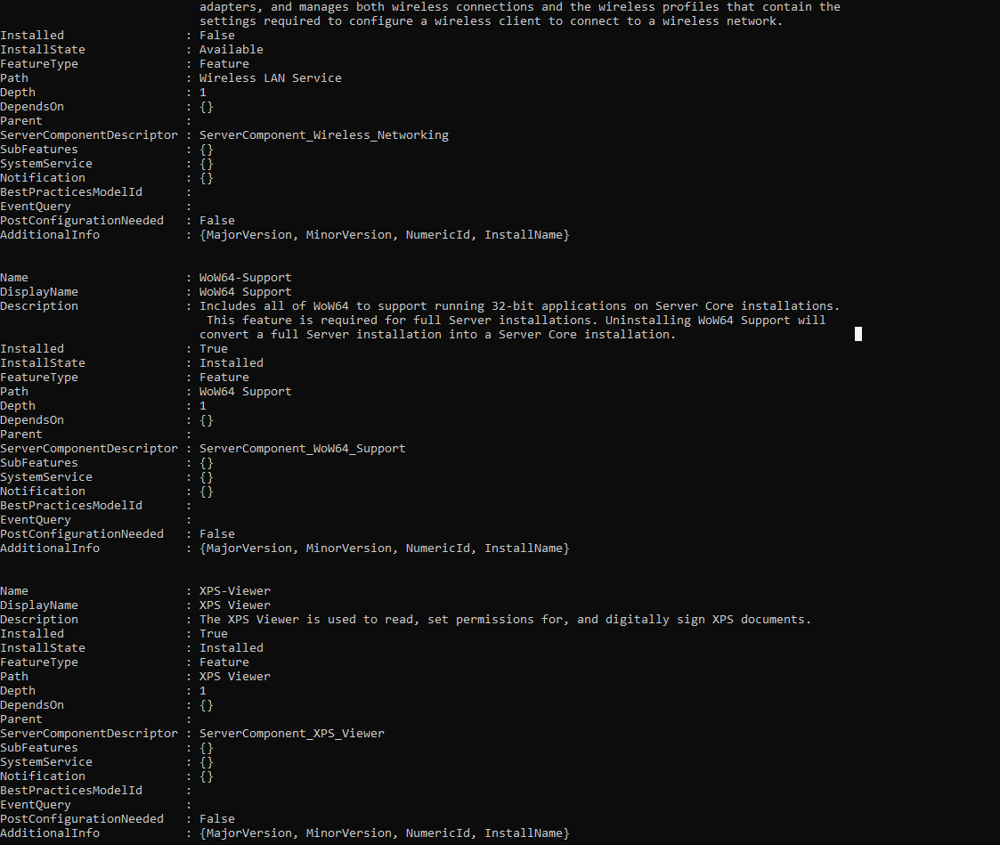 adapters, and manages both wireless connections and the wireless profiles that contain the
settings required to configure a wireless client to connect to a wireless network.
Installed : False
InstallState : Available
FeatureType : Feature
Path : Wireless LAN Service
Depth : 1
DependsOn : {}
Parent :
ServerComponentDescriptor : ServerComponent_Wireless_Networking
SubFeatures : {}
SystemService : {}
Notification : {}
BestPracticesModelId :
EventQuery :
PostConfigurationNeeded : False
AdditionalInfo : {MajorVersion, MinorVersion, NumericId, InstallName}
Name : WoW64-Support
DisplayName : WoW64 Support
Description : Includes all of WoW64 to support running 32-bit applications on Server Core installations.
This feature is required for full Server installations. Uninstalling WoW64 Support will
convert a full Server installation into a Server Core installation.
Installed : True
InstallState : Installed
FeatureType : Feature
Path : WoW64 Support
Depth : 1
DependsOn : {}
Parent :
ServerComponentDescriptor : ServerComponent_WoW64_Support
SubFeatures : {}
SystemService : {}
Notification : {}
BestPracticesModelId :
EventQuery :
PostConfigurationNeeded : False
AdditionalInfo : {MajorVersion, MinorVersion, NumericId, InstallName}
Name : XPS-Viewer
DisplayName : XPS Viewer
Description : The XPS Viewer is used to read, set permissions for, and digitally sign XPS documents.
Installed : True
InstallState : Installed
FeatureType : Feature
Path : XPS Viewer
Depth : 1
DependsOn : {}
Parent :
ServerComponentDescriptor : ServerComponent_XPS_Viewer
SubFeatures : {}
SystemService : {}
Notification : {}
BestPracticesModelId :
EventQuery :
PostConfigurationNeeded : False
AdditionalInfo : {MajorVersion, MinorVersion, NumericId, InstallName}